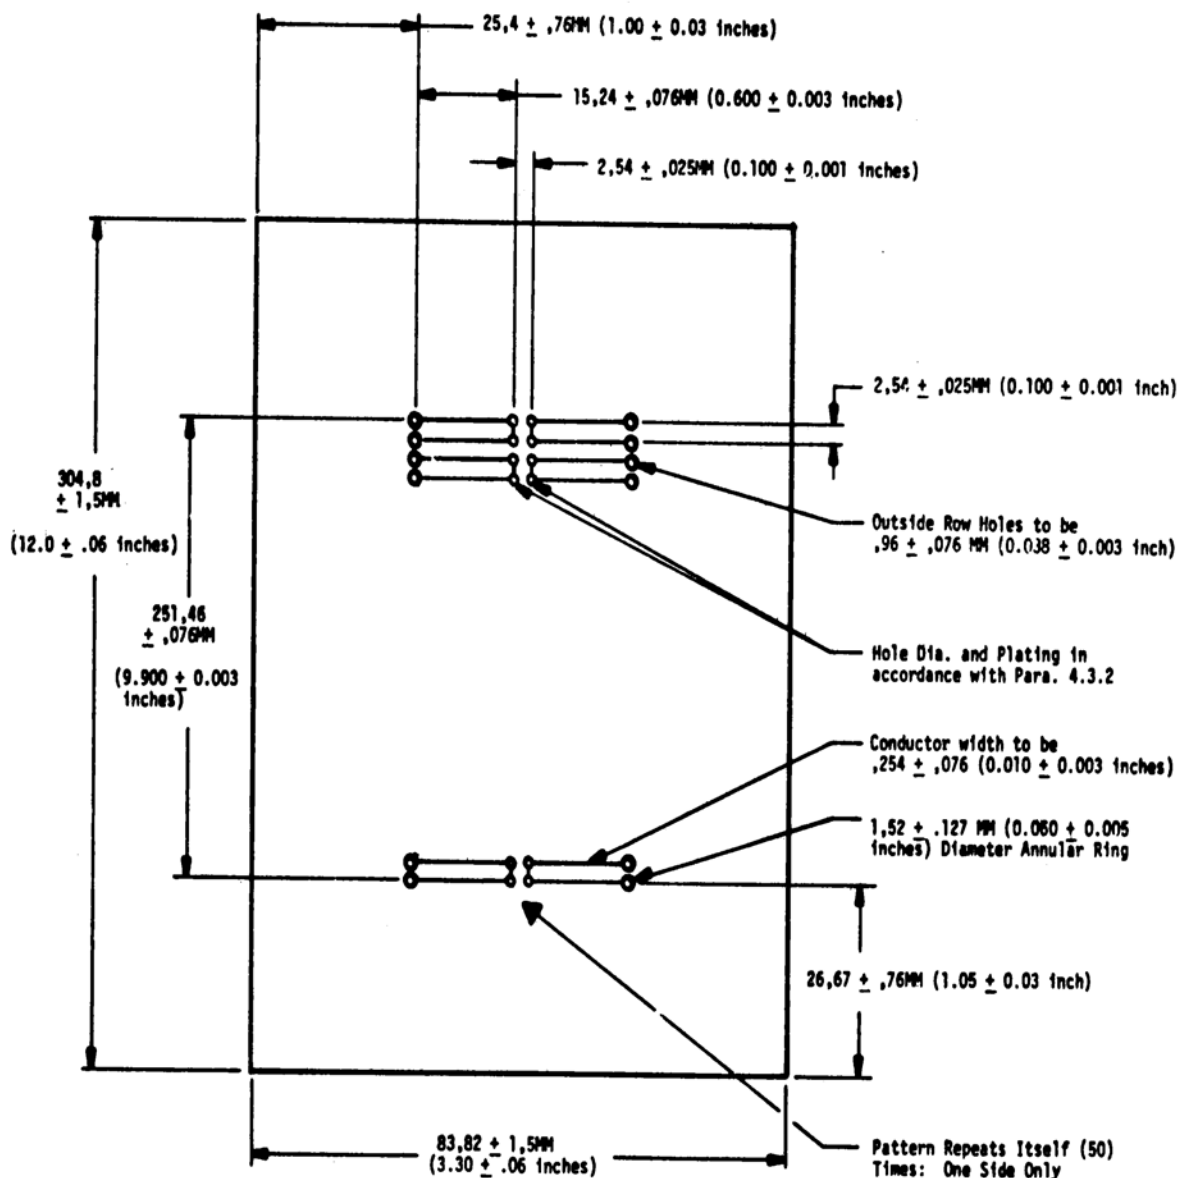 25,4 ± ,76MM (1.00 ± 0.03 inches)
15,24 ± ,076MM (0.600 ± 0.003 inches)
2,54 ± ,025MM (0.100 ± 0.001 inches)
2,54 ± ,025MM (0.100 ± 0.001 inch)
304,8
± 1,5MM
(12.0 ± .06 inches)
Outside Row Holes to be
,96 ± ,076 MM (0.038 ± 0.003 inch)
251,46
± ,076MM
(9.900 ± 0.003
inches)
Hole Dia. and Plating in
accordance with Para. 4.3.2
Conductor width to be
,254 ± ,076 (0.010 ± 0.003 inches)
1,52 ± .127 MM (0.060 ± 0.005
inches) Diameter Annular Ring
26,67 ± ,76MM (1.05 ± 0.03 inch)
83,82 ± 1,5MM
(3.30 ± .06 inches)
Pattern Repeats Itself (50)
Times: One Side Only